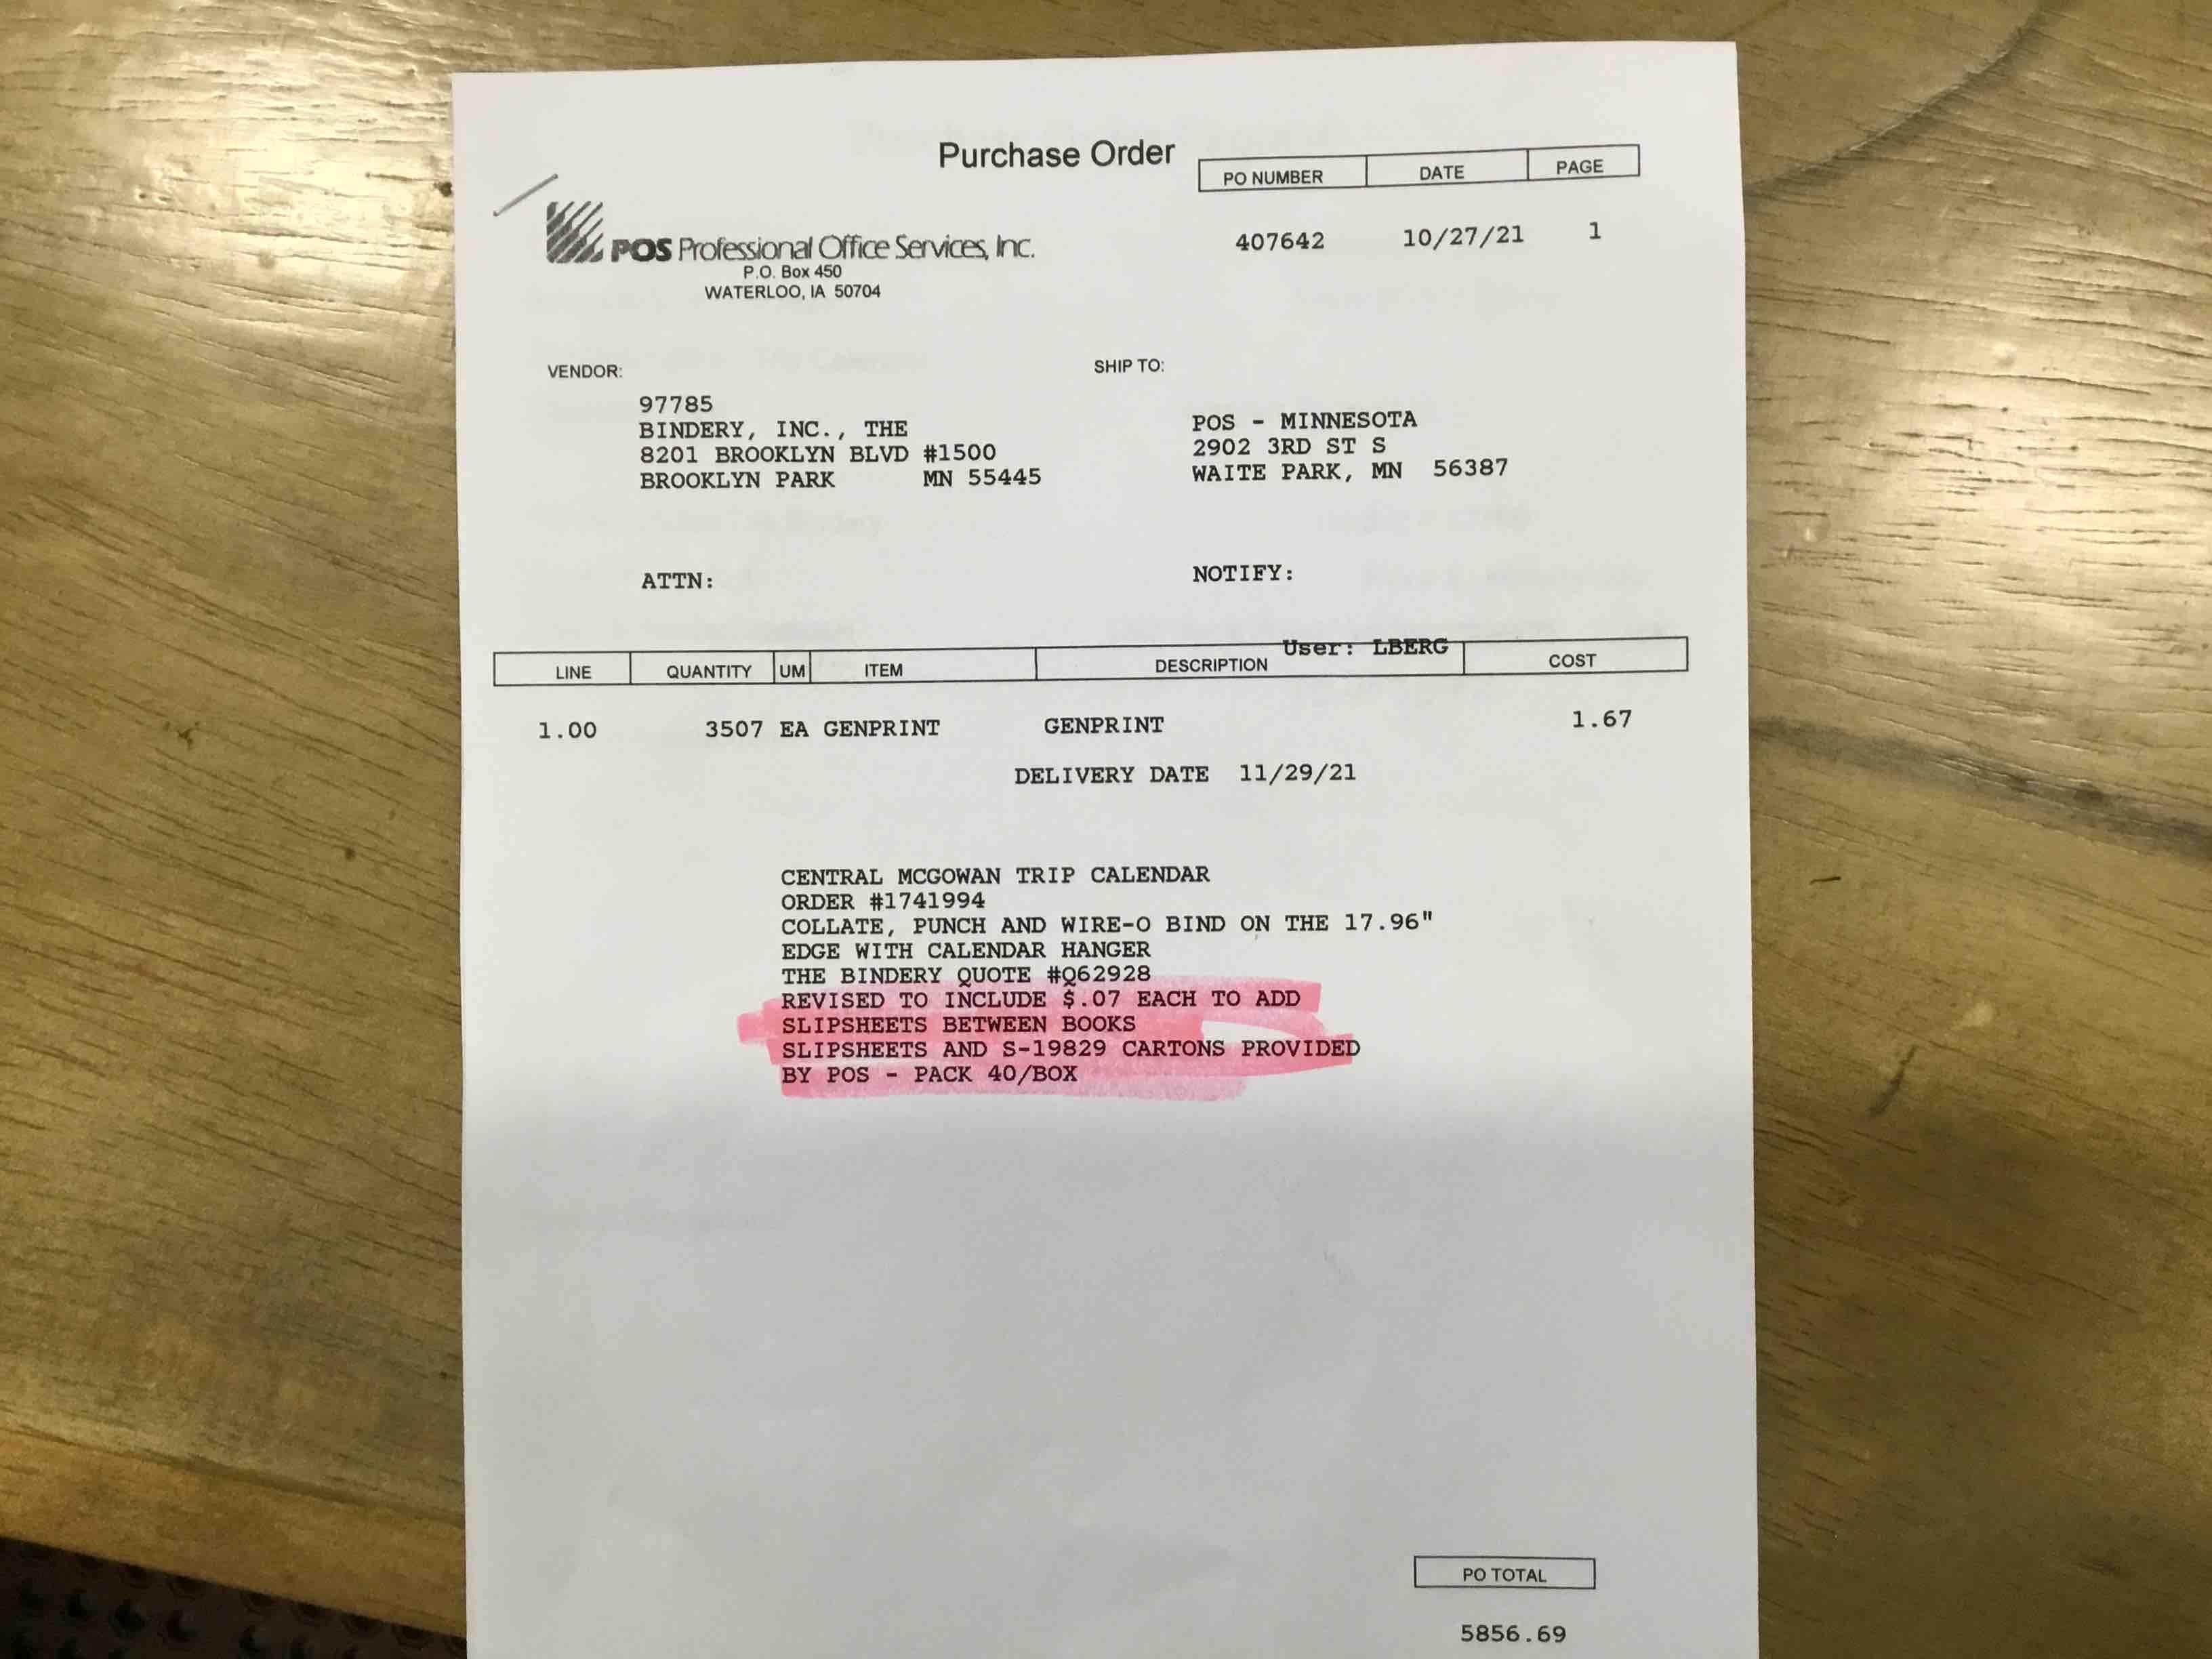 Purchase Order
PO NUMBER DATE PAGE
407642 10/27/21 1
POS Professional Office Services, Inc.
P.O. Box 450
WATERLOO, IA 50704
VENDOR: SHIP TO:
97785
BINDERY, INC., THE
8201 BROOKLYN BLVD #1500
BROOKLYN PARK MN 55445
POS - MINNESOTA
2902 3RD ST S
WAITE PARK, MN 56387
ATTN: NOTIFY:
User: LBERG
LINE QUANTITY UM ITEM DESCRIPTION COST
1.00 3507 EA GENPRINT GENPRINT 1.67
DELIVERY DATE 11/29/21
CENTRAL MCGOWAN TRIP CALENDAR
ORDER #1741994
COLLATE, PUNCH AND WIRE-O BIND ON THE 17.96"
EDGE WITH CALENDAR HANGER
THE BINDERY QUOTE #Q62928
REVISED TO INCLUDE $.07 EACH TO ADD
SLIPSHEETS BETWEEN BOOKS
SLIPSHEETS AND S-19829 CARTONS PROVIDED
BY POS - PACK 40/BOX
PO TOTAL
5856.69